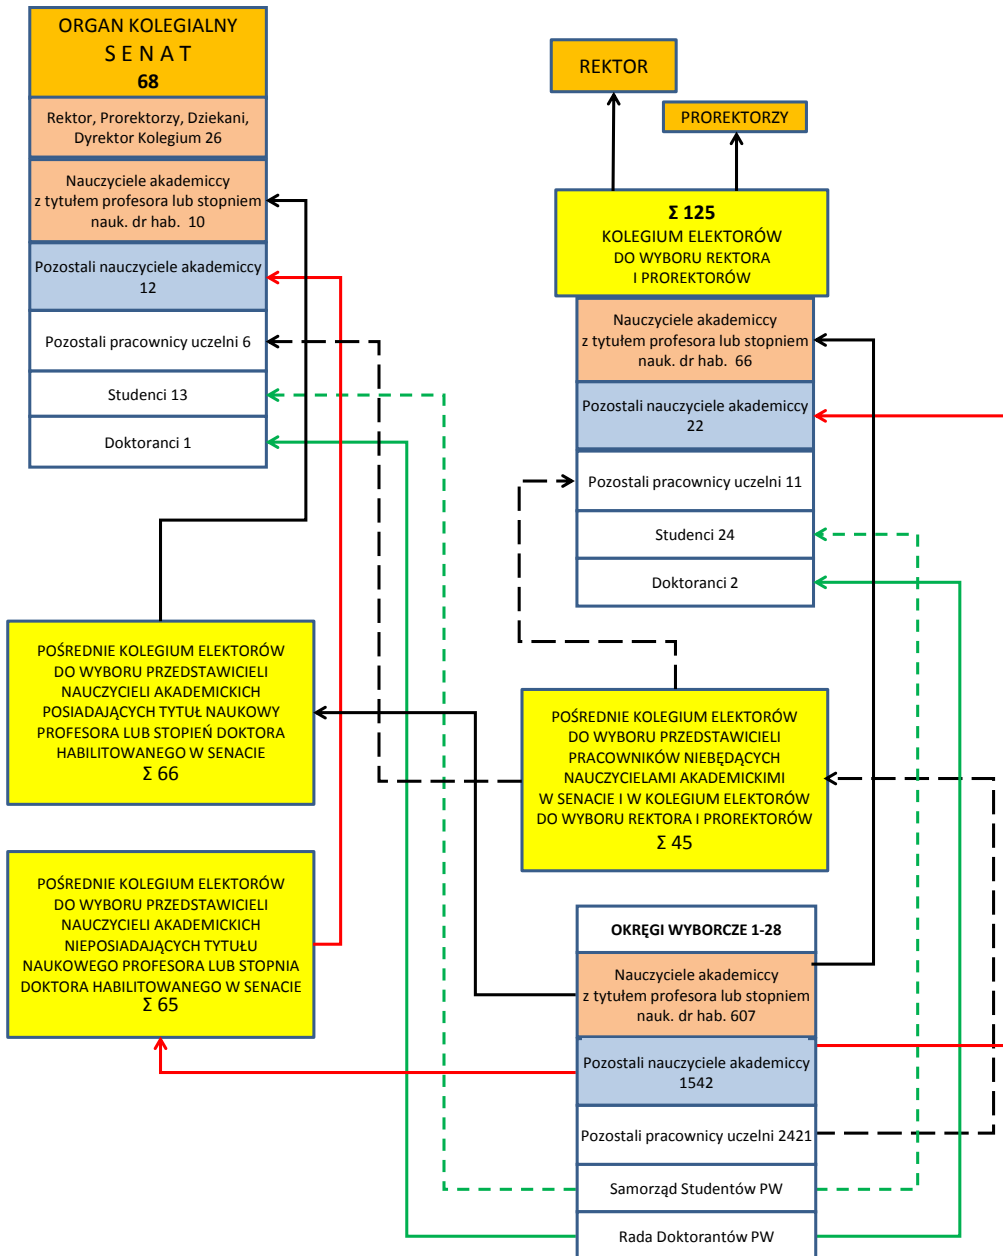 ORGAN KOLEGIALNY
S E N A T
68
Rektor, Prorektorzy, Dziekani,
Dyrektor Kolegium 26
Nauczyciele akademiccy
z tytułem profesora lub stopniem
nauk. dr hab. 10
Pozostali nauczyciele akademiccy
12
Pozostali pracownicy uczelni 6
Studenci 13
Doktoranci 1
REKTOR
PROREKTORZY
Σ 125
KOLEGIUM ELEKTORÓW
DO WYBORU REKTORA
I PROREKTORÓW
Nauczyciele akademiccy
z tytułem profesora lub stopniem
nauk. dr hab. 66
Pozostali nauczyciele akademiccy
22
Pozostali pracownicy uczelni 11
Studenci 24
Doktoranci 2
POŚREDNIE KOLEGIUM ELEKTORÓW
DO WYBORU PRZEDSTAWICIELI
NAUCZYCIELI AKADEMICKICH
POSIADAJĄCYCH TYTUŁ NAUKOWY
PROFESORA LUB STOPIEŃ DOKTORA
HABILITOWANEGO W SENACIE
Σ 66
POŚREDNIE KOLEGIUM ELEKTORÓW
DO WYBORU PRZEDSTAWICIELI
PRACOWNIKÓW NIEBĘDĄCYCH
NAUCZYCIELAMI AKADEMICKIMI
W SENACIE I W KOLEGIUM ELEKTORÓW
DO WYBORU REKTORA I PROREKTORÓW
Σ 45
POŚREDNIE KOLEGIUM ELEKTORÓW
DO WYBORU PRZEDSTAWICIELI
NAUCZYCIELI AKADEMICKICH
NIEPOSIADAJĄCYCH TYTUŁU
NAUKOWEGO PROFESORA LUB STOPNIA
DOKTORA HABILITOWANEGO W SENACIE
Σ 65
OKRĘGI WYBORCZE 1-28
Nauczyciele akademiccy
z tytułem profesora lub stopniem
nauk. dr hab. 607
Pozostali nauczyciele akademiccy
1542
Pozostali pracownicy uczelni 2421
Samorząd Studentów PW
Rada Doktorantów PW